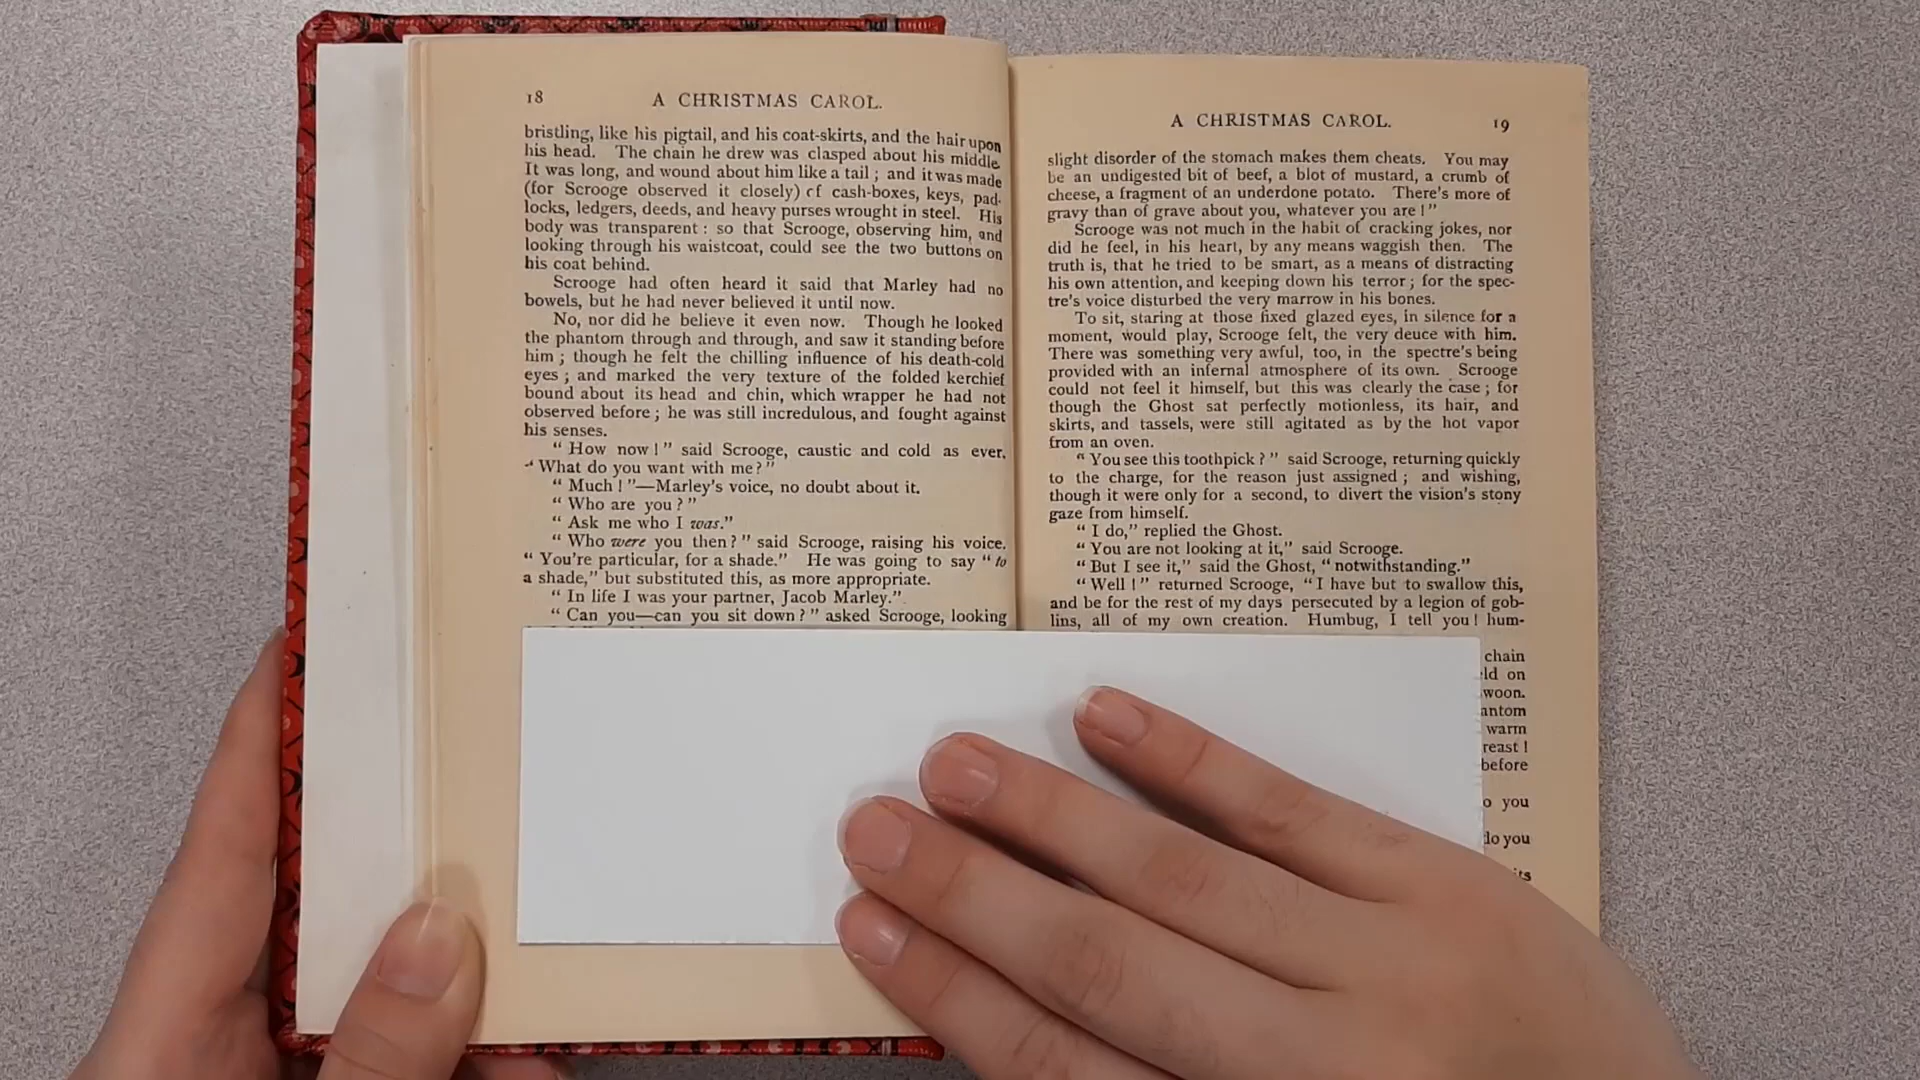 18
A CHRISTMAS CAROL.
bristling, like his pigtail, and his coat-skirts, and the hair upon
his head. The chain he drew was clasped about his middle.
It was long, and wound about him like a tail ; and it was made
(for Scrooge observed it closely) cf cash-boxes, keys, pad-
locks, ledgers, deeds, and heavy purses wrought in steel. His
body was transparent : so that Scrooge, observing him, and
looking through his waistcoat, could see the two buttons on
his coat behind.
Scrooge had often heard it said that Marley had no
bowels, but he had never believed it until now.
No, nor did he believe it even now. Though he looked
the phantom through and through, and saw it standing before
him ; though he felt the chilling influence of his death-cold
eyes ; and marked the very texture of the folded kerchief
bound about its head and chin, which wrapper he had not
observed before ; he was still incredulous, and fought against
his senses.
“ How now ! ” said Scrooge, caustic and cold as ever.
“ What do you want with me ? ”
“ Much ! ”—Marley's voice, no doubt about it.
“ Who are you ? ”
“ Ask me who I was.”
“ Who were you then ? ” said Scrooge, raising his voice.
“ You're particular, for a shade.” He was going to say “ to
a shade,” but substituted this, as more appropriate.
“ In life I was your partner, Jacob Marley.”
“ Can you—can you sit down ? ” asked Scrooge, looking
A CHRISTMAS CAROL.
19
slight disorder of the stomach makes them cheats. You may
be an undigested bit of beef, a blot of mustard, a crumb of
cheese, a fragment of an underdone potato. There's more of
gravy than of grave about you, whatever you are ! ”
Scrooge was not much in the habit of cracking jokes, nor
did he feel, in his heart, by any means waggish then. The
truth is, that he tried to be smart, as a means of distracting
his own attention, and keeping down his terror ; for the spec-
tre's voice disturbed the very marrow in his bones.
To sit, staring at those fixed glazed eyes, in silence for a
moment, would play, Scrooge felt, the very deuce with him.
There was something very awful, too, in the spectre's being
provided with an infernal atmosphere of its own. Scrooge
could not feel it himself, but this was clearly the case ; for
though the Ghost sat perfectly motionless, its hair, and
skirts, and tassels, were still agitated as by the hot vapor
from an oven.
“ You see this toothpick ? ” said Scrooge, returning quickly
to the charge, for the reason just assigned ; and wishing,
though it were only for a second, to divert the vision's stony
gaze from himself.
“ I do,” replied the Ghost.
“ You are not looking at it,” said Scrooge.
“ But I see it,” said the Ghost, “ notwithstanding.”
“ Well ! ” returned Scrooge, “ I have but to swallow this,
and be for the rest of my days persecuted by a legion of gob-
lins, all of my own creation. Humbug, I tell you ! hum-
chain
on
warm
before
you
you
its